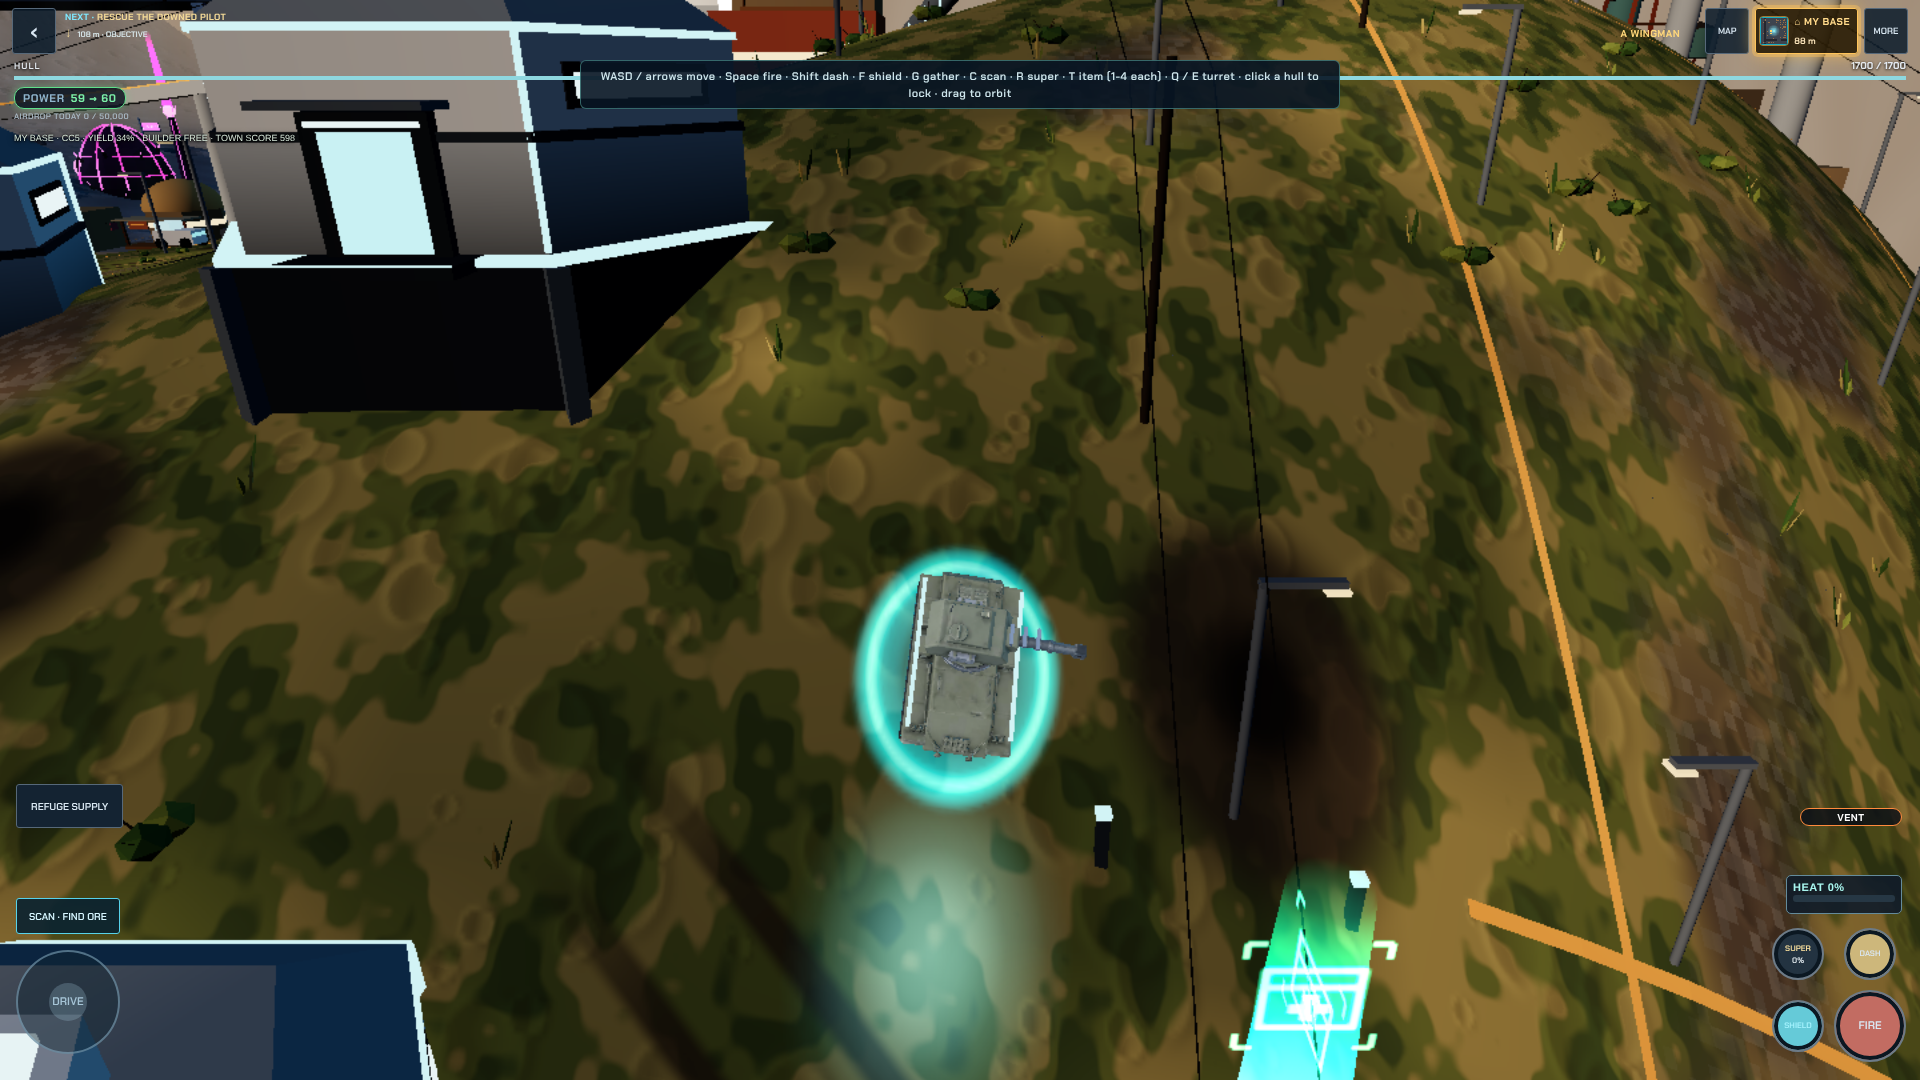 <
NEXT · RESCUE THE DOWNED PILOT
↓ 108 m · OBJECTIVE
HULL
POWER 59 → 60
AIRDROP TODAY 0 / 50,000
MY BASE · CC5 · YIELD 34% · BUILDER FREE · TOWN SCORE 598
WASD / arrows move · Space fire · Shift dash · F shield · G gather · C scan · R super · T item (1-4 each) · Q / E turret · click a hull to
lock · drag to orbit
A WINGMAN
MAP
⌂ MY BASE
88 m
MORE
1700 / 1700
REFUGE SUPPLY
SCAN · FIND ORE
DRIVE
VENT
HEAT 0%
SUPER
0%
DASH
SHIELD
FIRE